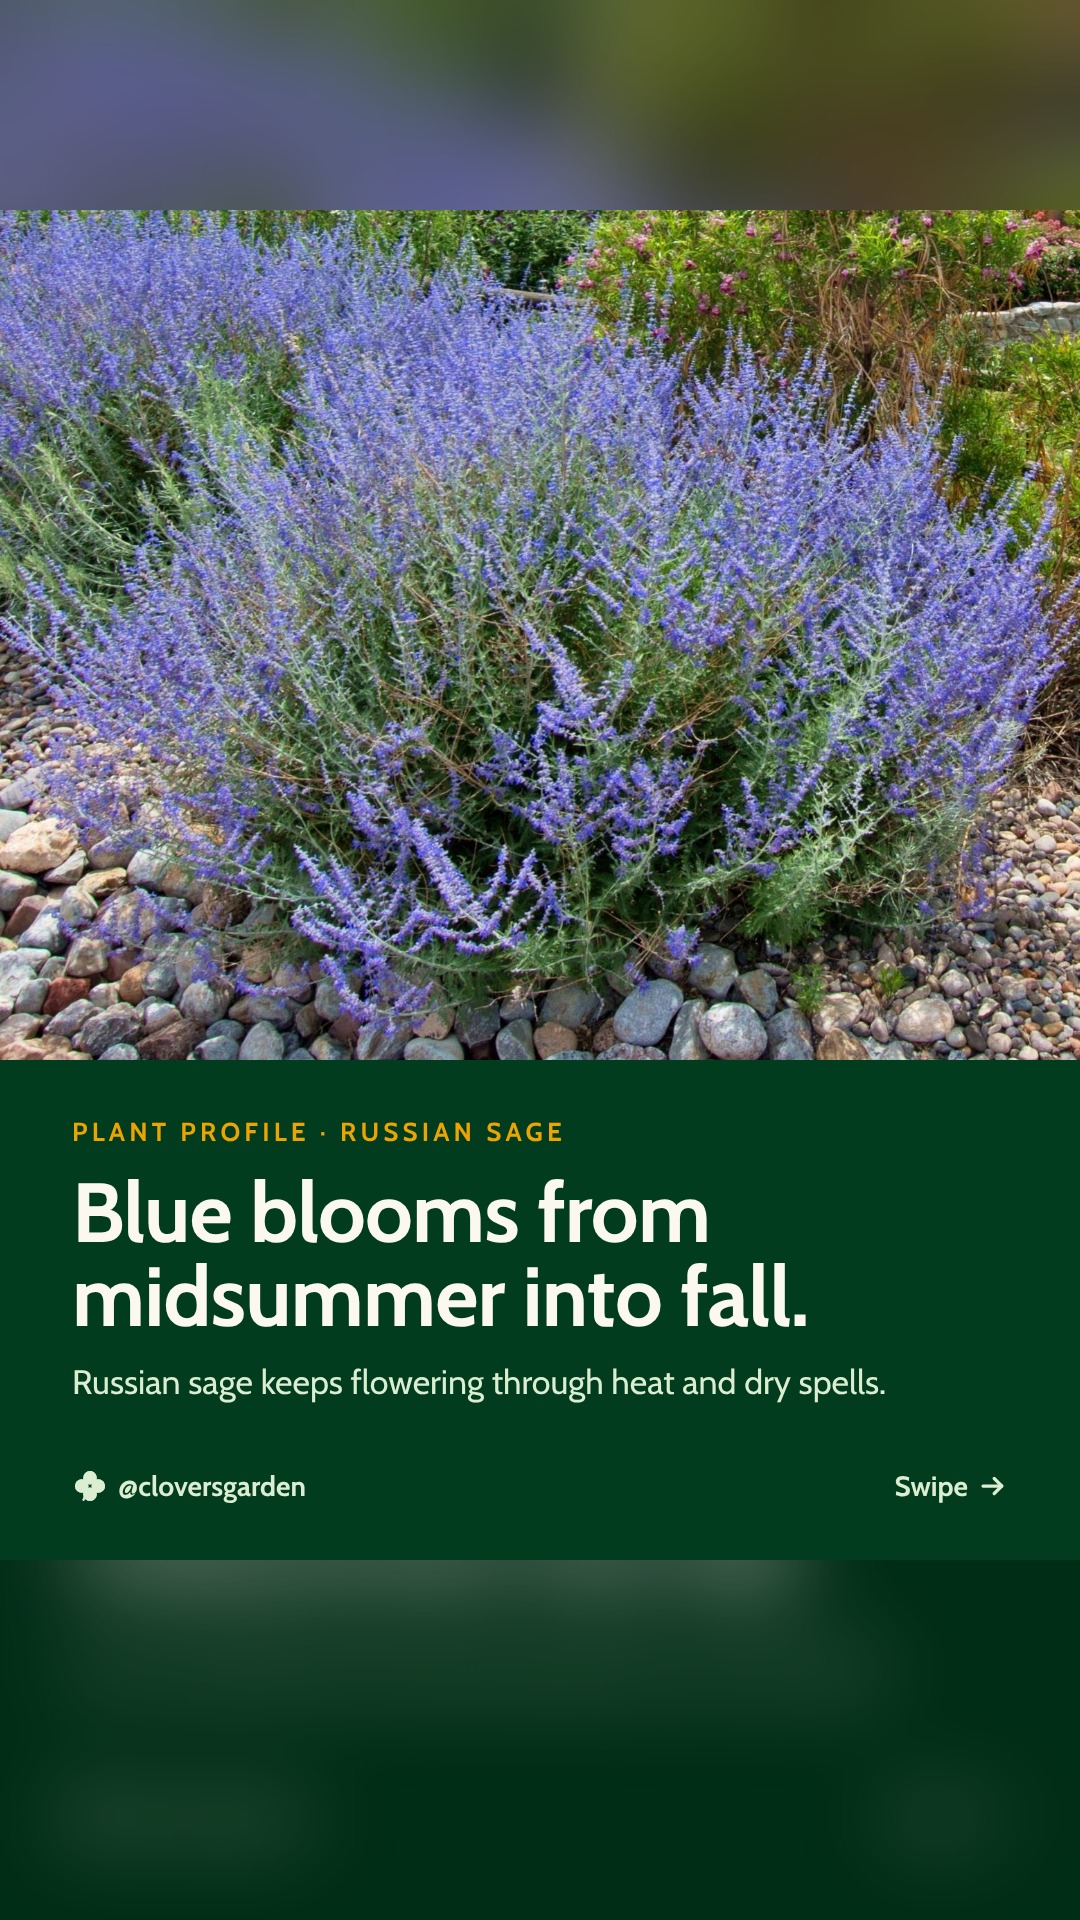 PLANT PROFILE · RUSSIAN SAGE
Blue blooms from
midsummer into fall.
Russian sage keeps flowering through heat and dry spells.
@cloversgarden
Swipe →